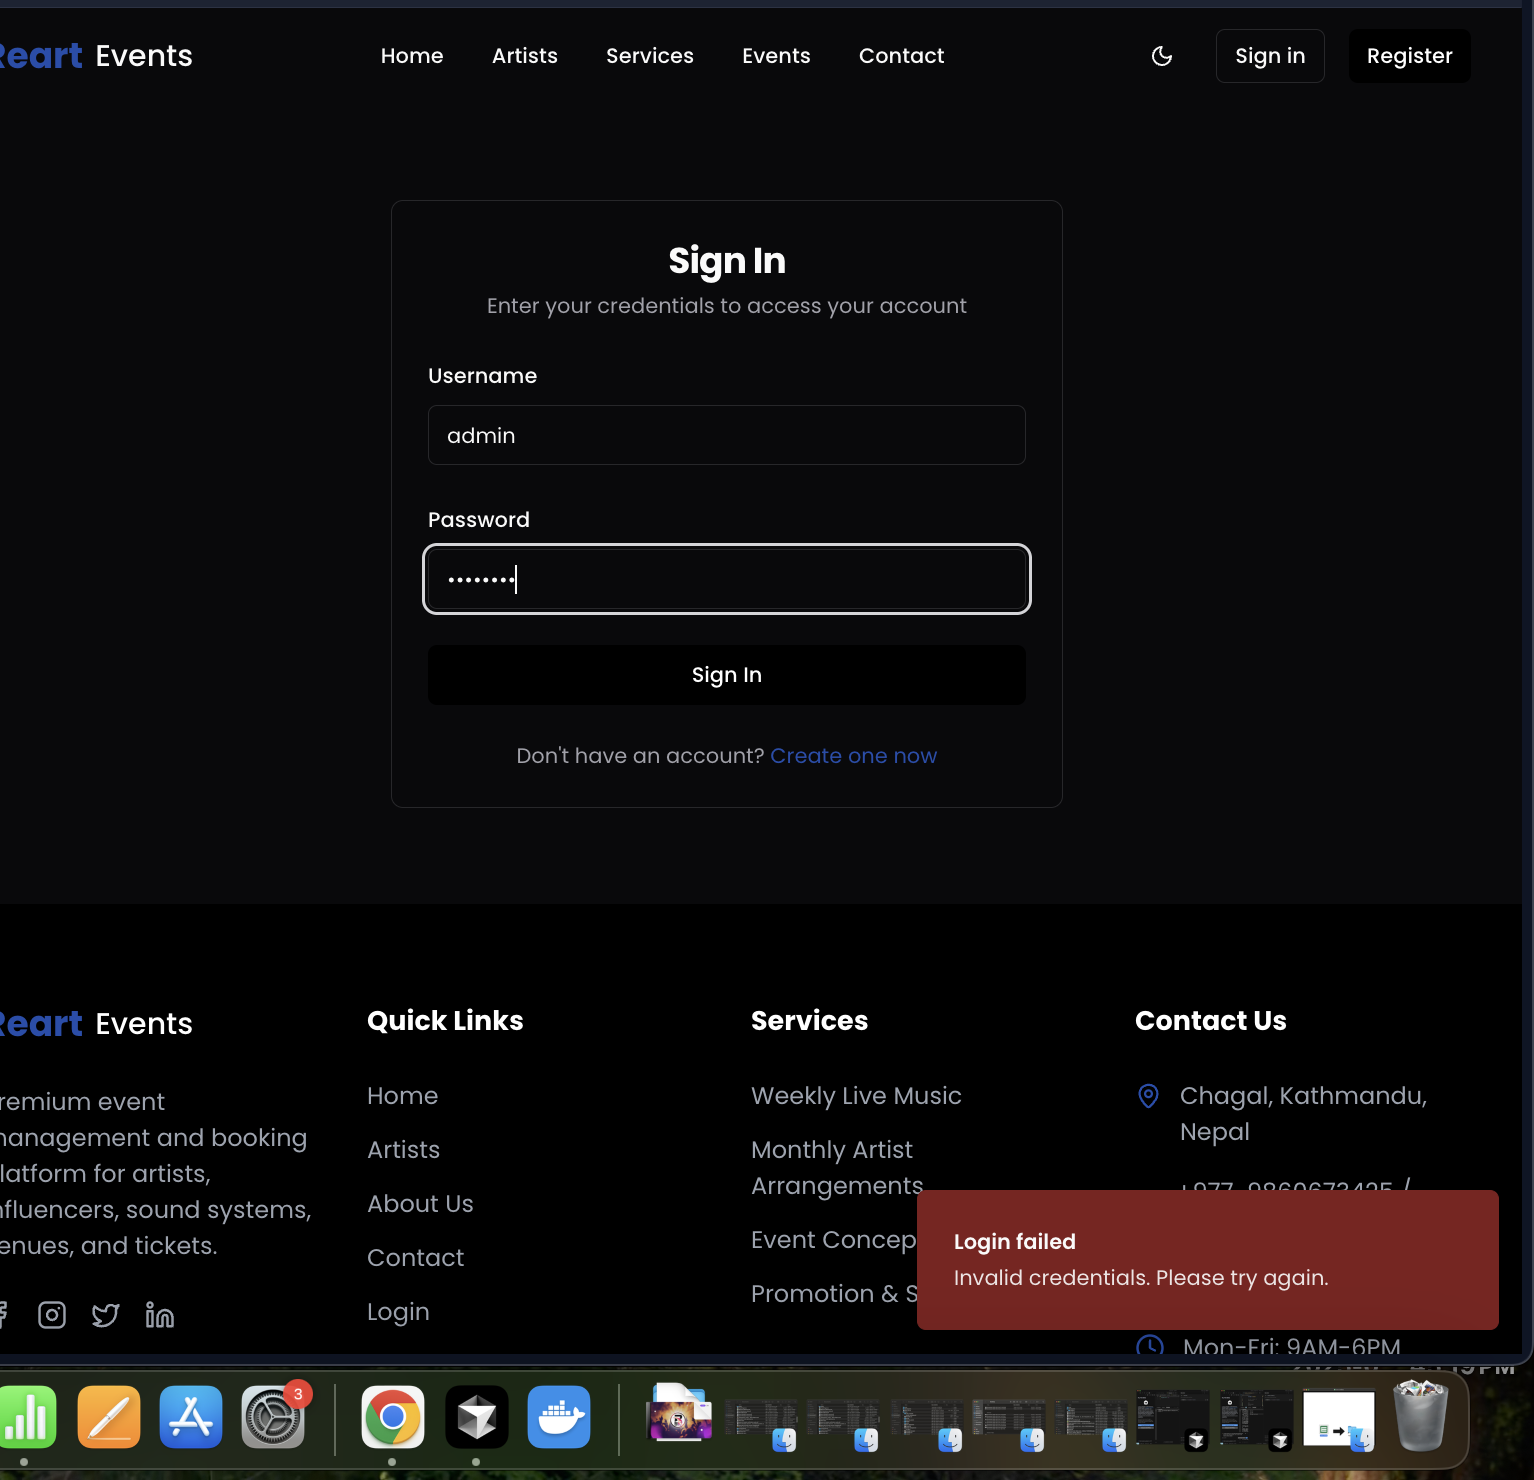 Reart Events
Home
Artists
Services
Events
Contact
Sign in
Register
Sign In
Enter your credentials to access your account
Username
admin
Password
••••••••
Sign In
Don't have an account? Create one now
Reart Events
remium event
anagement and booking
latform for artists,
nfluencers, sound systems,
enues, and tickets.
Quick Links
Home
Artists
About Us
Contact
Login
Services
Weekly Live Music
Monthly Artist
Arrangements
Event Concep
Promotion & S
Contact Us
Chagal, Kathmandu,
Nepal
Login failed
Invalid credentials. Please try again.
Mon-Fri: 9AM-6PM
3